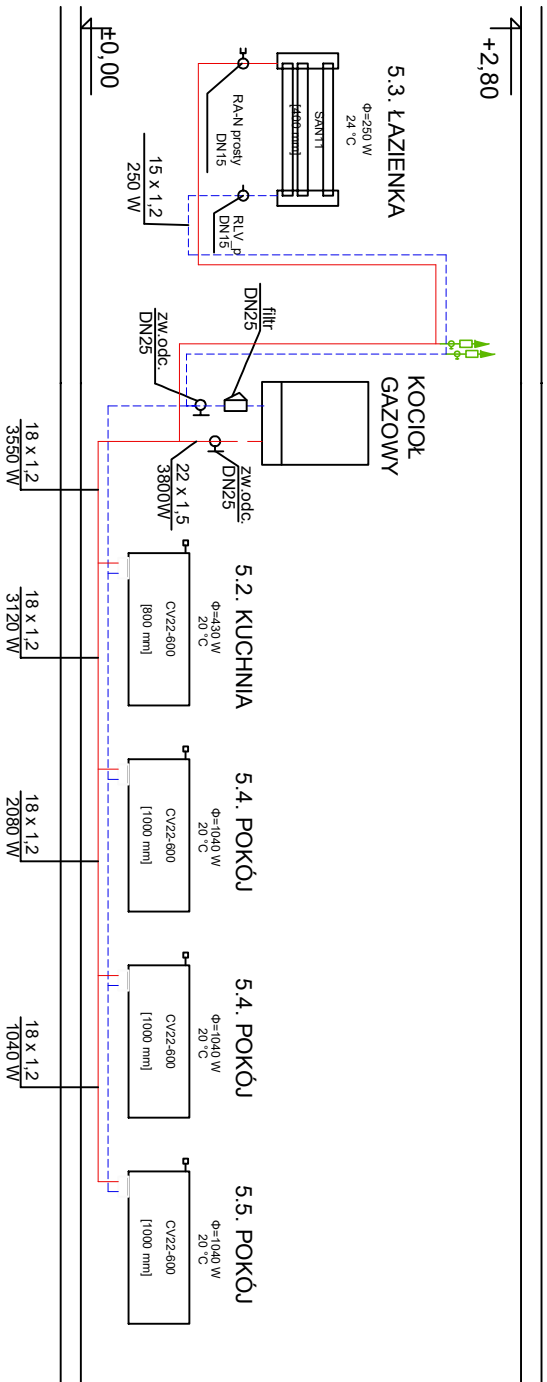 +2,80
±0,00
5.3. ŁAZIENKA
Φ=250 W
24 °C
SAN11
[400 mm]
RA-N prosty
DN15
RLV_p
DN15
15 x 1,2
250 W
filtr
DN25
zw.odc.
DN25
KOCIOŁ
GAZOWY
zw.odc.
DN25
22 x 1,5
3800W
18 x 1,2
3550 W
5.2. KUCHNIA
Φ=430 W
20 °C
CV22-600
[800 mm]
18 x 1,2
3120 W
5.4. POKÓJ
Φ=1040 W
20 °C
CV22-600
[1000 mm]
18 x 1,2
2080 W
5.4. POKÓJ
Φ=1040 W
20 °C
CV22-600
[1000 mm]
18 x 1,2
1040 W
5.5. POKÓJ
Φ=1040 W
20 °C
CV22-600
[1000 mm]